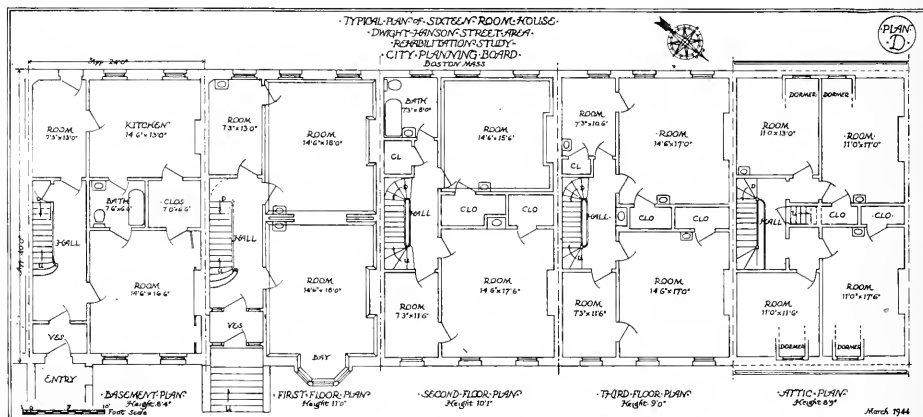 ·TYPICAL·PLAN·OF·SIXTEEN·ROOM·HOUSE·
·DWIGHT·HANSON·STREET·AREA·
·REHABILITATION·STUDY·
·CITY·PLANNING·BOARD·
BOSTON MASS
·PLAN·
D
App 24'0"
App 40'0"
ROOM
7'3"x13'0"
KITCHEN
14'6"x13'0"
BATH
7'6"x6'6"
CLOS
7'0"x6'6"
HALL
ROOM
14'6"x16'6"
VES
ENTRY
·BASEMENT·PLAN·
Height 8'4"
10'
Foot Scale
ROOM
7'3"x13'0"
ROOM
14'6"x18'0"
HALL
ROOM
14'6"x18'0"
VES
BAY
·FIRST·FLOOR·PLAN·
Height 11'0"
BATH
7'3"x8'0"
ROOM
14'6"x15'6"
CL
HALL
CLO
CLO
ROOM
7'3"x11'6"
ROOM
14'6"x17'6"
·SECOND·FLOOR·PLAN·
Height 10'1"
ROOM
7'3"x10'6"
ROOM
14'6"x17'0"
CL
HALL
CLO
CLO
ROOM
7'3"x11'6"
ROOM
14'6"x17'0"
·THIRD·FLOOR·PLAN·
Height 9'0"
DORMER
DORMER
ROOM
11'0"x13'0"
ROOM
11'0"x17'0"
HALL
CLO
CLO
ROOM
11'0"x11'6"
ROOM
11'0"x17'6"
DORMER
DORMER
·ATTIC·PLAN·
Height 8'9"
March 1944